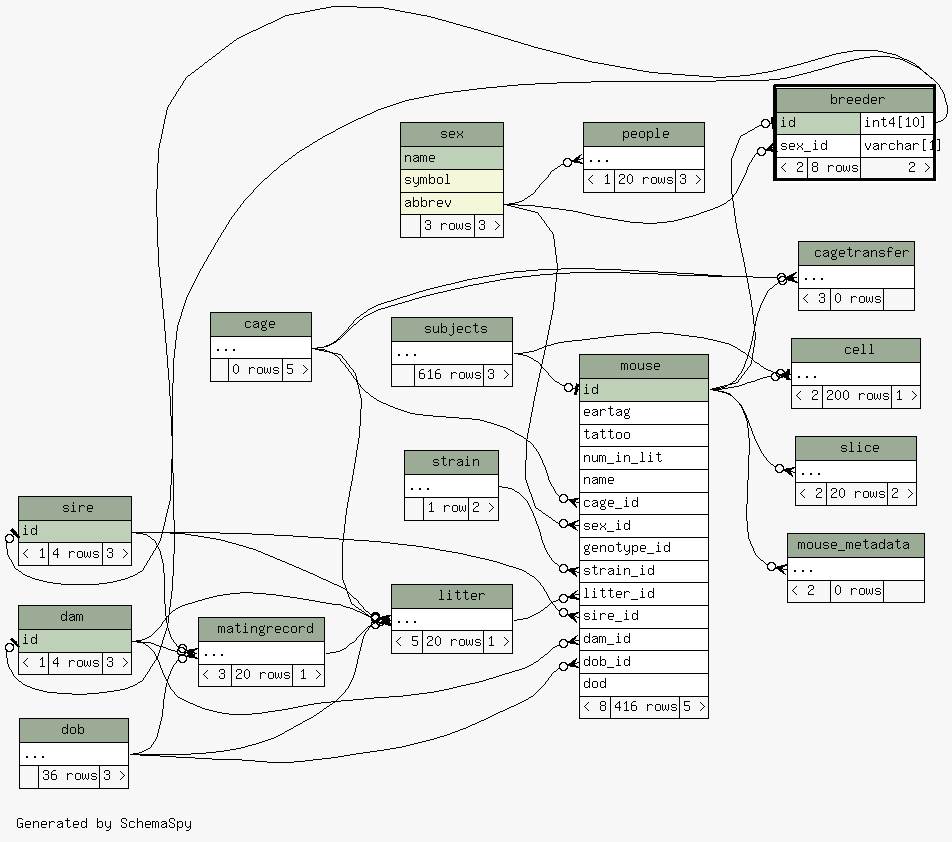 breeder
id int4[10]
sex_id varchar[1]
< 2 8 rows 2 >
sex
name
symbol
abbrev
3 rows 3 >
people
...
< 1 20 rows 3 >
cagetransfer
...
< 3 0 rows
cage
...
0 rows 5 >
subjects
...
616 rows 3 >
mouse
id
eartag
tattoo
num_in_lit
name
cage_id
sex_id
genotype_id
strain_id
litter_id
sire_id
dam_id
dob_id
dod
< 8 416 rows 5 >
cell
...
< 2 200 rows 1 >
strain
...
1 row 2 >
slice
...
< 2 20 rows 2 >
sire
id
< 1 4 rows 3 >
mouse_metadata
...
< 2 0 rows
litter
...
< 5 20 rows 1 >
dam
id
< 1 4 rows 3 >
matingrecord
...
< 3 20 rows 1 >
dob
...
36 rows 3 >
Generated by SchemaSpy